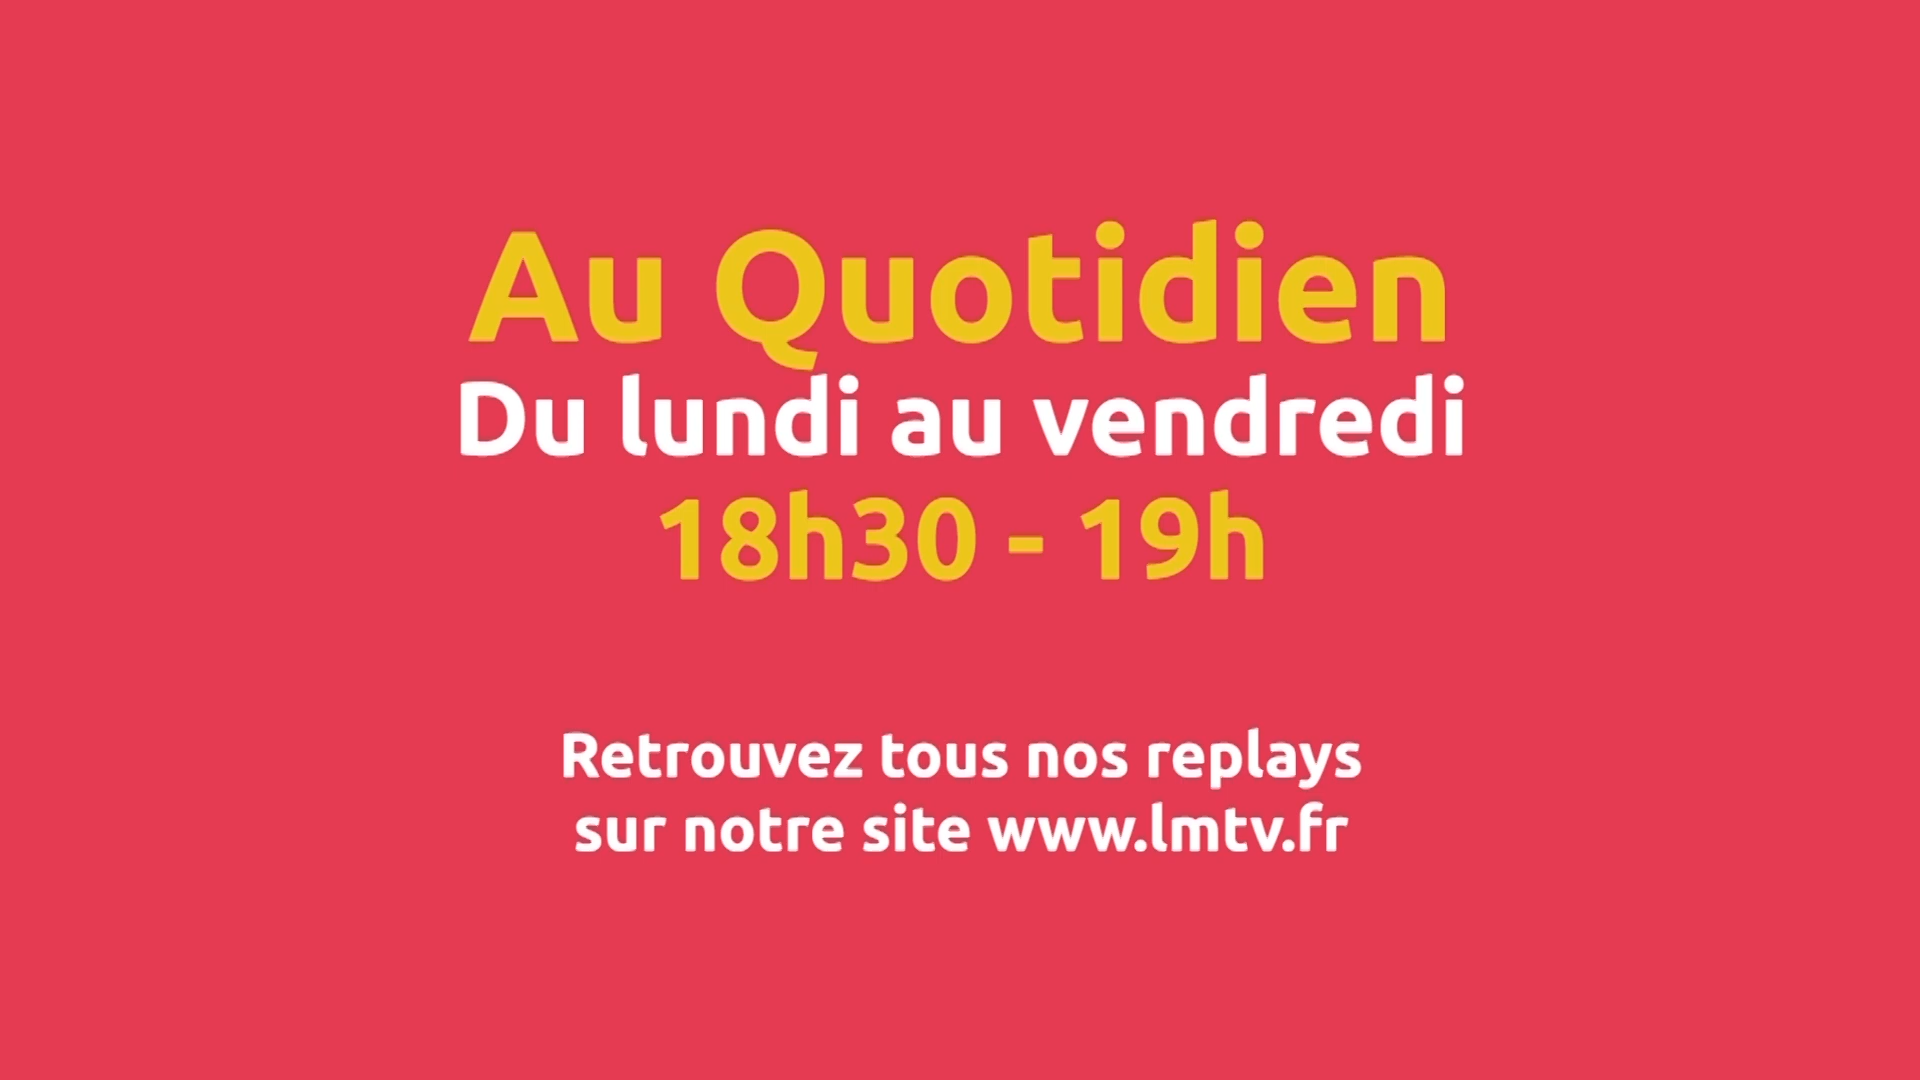 Au Quotidien
Du lundi au vendredi
18h30 - 19h
Retrouvez tous nos replays
sur notre site www.lmtv.fr